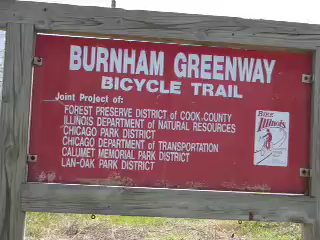 BURNHAM GREENWAY
BICYCLE TRAIL
Joint Project of:
FOREST PRESERVE DISTRICT of COOK COUNTY
ILLINOIS DEPARTMENT of NATURAL RESOURCES
CHICAGO PARK DISTRICT
CHICAGO DEPARTMENT of TRANSPORTATION
CALUMET MEMORIAL PARK DISTRICT
LAN-OAK PARK DISTRICT
BIKE
Illinois